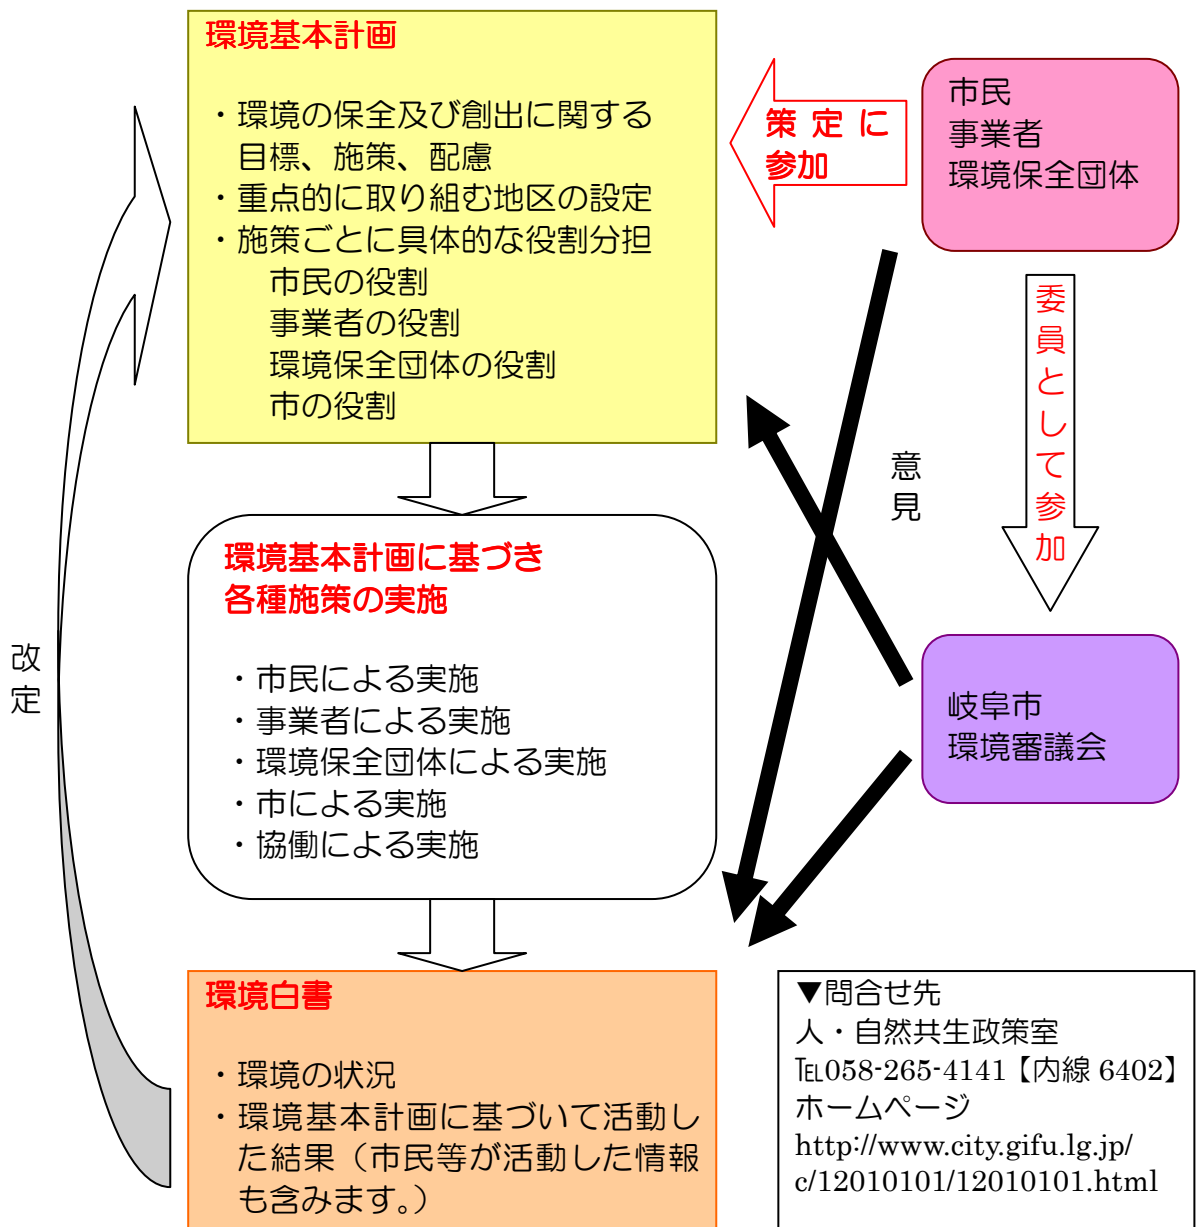 環境基本計画
・環境の保全及び創出に関する
目標、施策、配慮
・重点的に取り組む地区の設定
・施策ごとに具体的な役割分担
市民の役割
事業者の役割
環境保全団体の役割
市の役割
策定に
参加
市民
事業者
環境保全団体
委員として参加
意見
環境基本計画に基づき
各種施策の実施
・市民による実施
・事業者による実施
・環境保全団体による実施
・市による実施
・協働による実施
岐阜市
環境審議会
改定
環境白書
・環境の状況
・環境基本計画に基づいて活動し
た結果（市民等が活動した情報
も含みます。）
▼問合せ先
人・自然共生政策室
℡058-265-4141【内線 6402】
ホームページ
http://www.city.gifu.lg.jp/
c/12010101/12010101.html